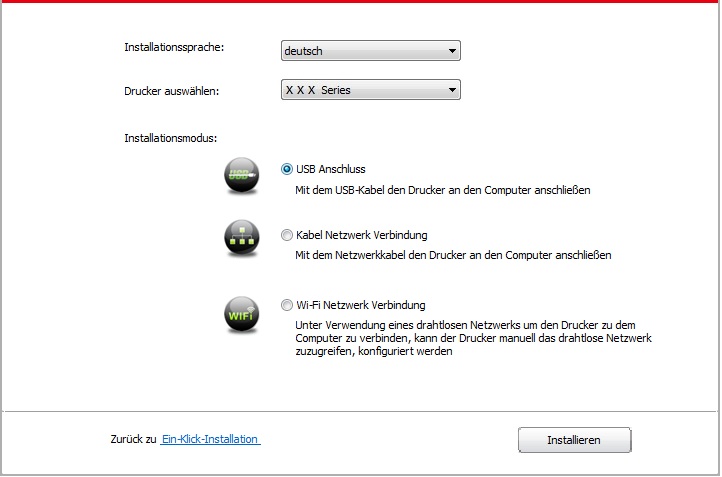 Installationssprache: deutsch
Drucker auswählen: X X X Series
Installationsmodus:
USB
USB Anschluss
Mit dem USB-Kabel den Drucker an den Computer anschließen
Kabel Netzwerk Verbindung
Mit dem Netzwerkkabel den Drucker an den Computer anschließen
WiFi
Wi-Fi Netzwerk Verbindung
Unter Verwendung eines drahtlosen Netzwerks um den Drucker zu dem
Computer zu verbinden, kann der Drucker manuell das drahtlose Netzwerk
zuzugreifen, konfiguriert werden
Zurück zu Ein-Klick-Installation
Installieren